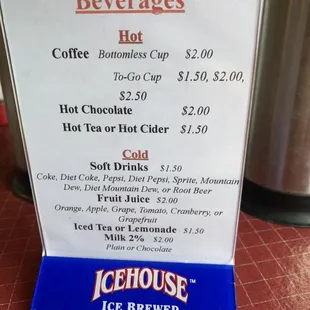 Beverages
Hot
Coffee Bottomless Cup $2.00
To-Go Cup $1.50, $2.00,
$2.50
Hot Chocolate $2.00
Hot Tea or Hot Cider $1.50
Cold
Soft Drinks $1.50
Coke, Diet Coke, Pepsi, Diet Pepsi, Sprite, Mountain
Dew, Diet Mountain Dew, or Root Beer
Fruit Juice $2.00
Orange, Apple, Grape, Tomato, Cranberry, or
Grapefruit
Iced Tea or Lemonade $1.50
Milk 2% $2.00
Plain or Chocolate
ICEHOUSE™
ICE BREWED